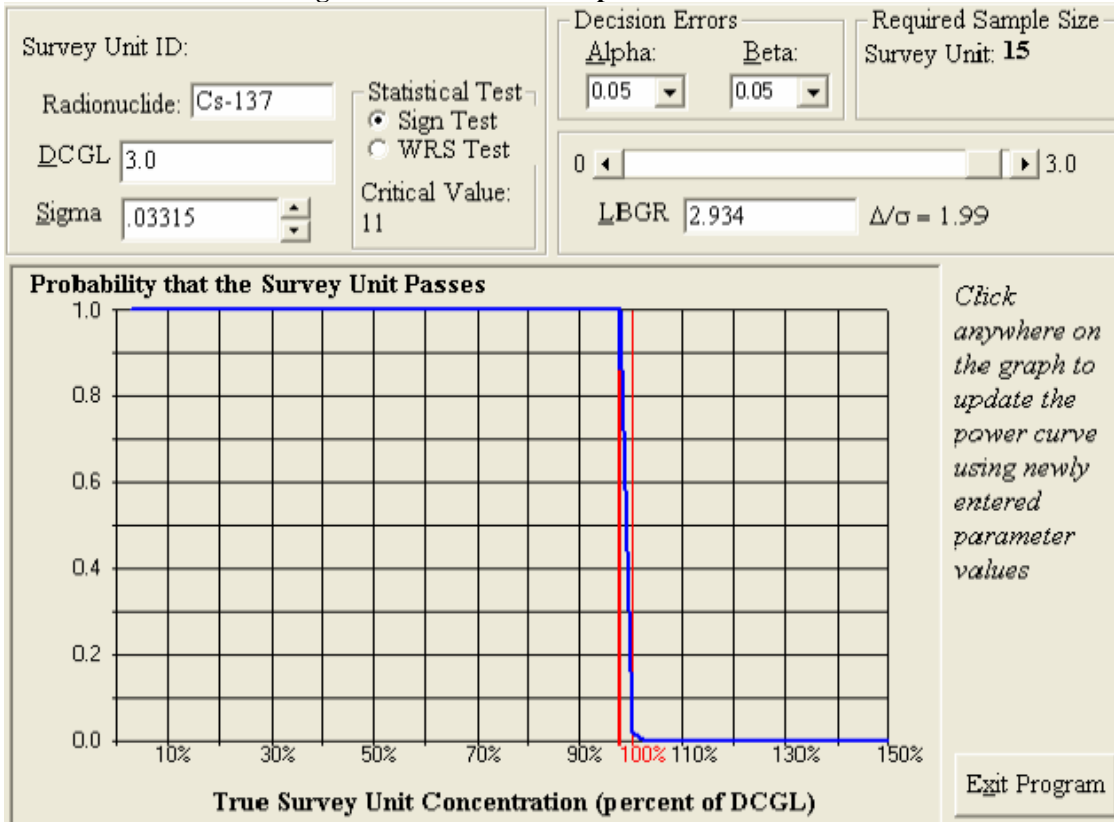 Survey Unit ID:
Radionuclide: Cs-137
DCGL 3.0
Sigma .03315
Statistical Test
Sign Test
WRS Test
Critical Value:
11
Decision Errors
Alpha: Beta:
0.05 0.05
Required Sample Size
Survey Unit: 15
0 3.0
LBGR 2.934 Δ/σ = 1.99
Probability that the Survey Unit Passes
1.0
0.8
0.6
0.4
0.2
0.0
10% 30% 50% 70% 90% 100% 110% 130% 150%
True Survey Unit Concentration (percent of DCGL)
Click
anywhere on
the graph to
update the
power curve
using newly
entered
parameter
values
Exit Program